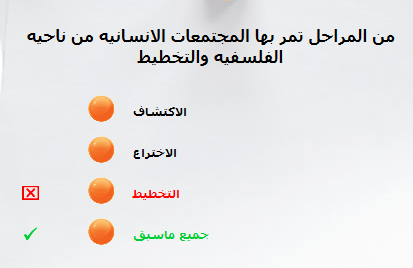 من المراحل تمر بها المجتمعات الانسانيه من ناحيه
الفلسفيه والتخطيط
الاكتشاف
الاختراع
التخطيط
جميع ماسبق